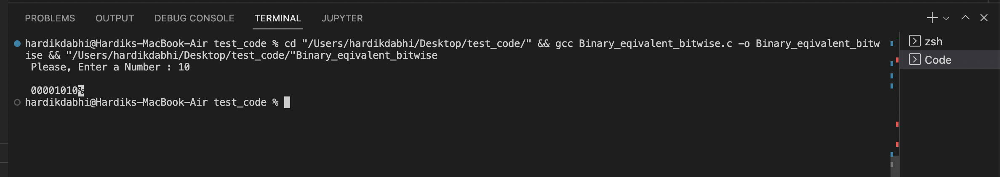 PROBLEMS OUTPUT DEBUG CONSOLE TERMINAL JUPYTER
hardikdabhi@Hardiks-MacBook-Air test_code % cd "/Users/hardikdabhi/Desktop/test_code/" && gcc Binary_eqivalent_bitwise.c -o Binary_eqivalent_bitw
ise && "/Users/hardikdabhi/Desktop/test_code/"Binary_eqivalent_bitwise
Please, Enter a Number : 10
00001010%
hardikdabhi@Hardiks-MacBook-Air test_code %
zsh
Code